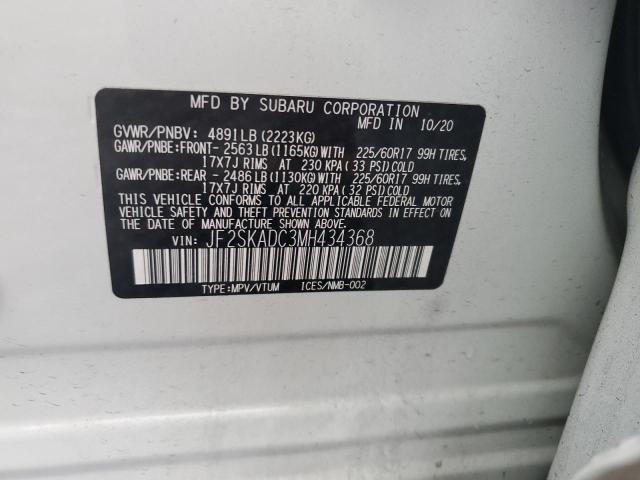 MFD BY SUBARU CORPORATION
MFD IN 10/20
GVWR/PNBV: 4891LB (2223KG)
GAWR/PNBE:FRONT- 2563LB (1165KG) WITH 225/60R17 99H TIRES,
17X7J RIMS AT 230 KPA (33 PSI) COLD
GAWR/PNBE:REAR - 2486LB (1130KG) WITH 225/60R17 99H TIRES,
17X7J RIMS AT 220 KPA (32 PSI) COLD
THIS VEHICLE CONFORMS TO ALL APPLICABLE FEDERAL MOTOR
VEHICLE SAFETY AND THEFT PREVENTION STANDARDS IN EFFECT ON
THE DATE OF MANUFACTURE SHOWN ABOVE.
VIN: JF2SKADC3MH434368
TYPE:MPV/VTUM ICES/NMB-002